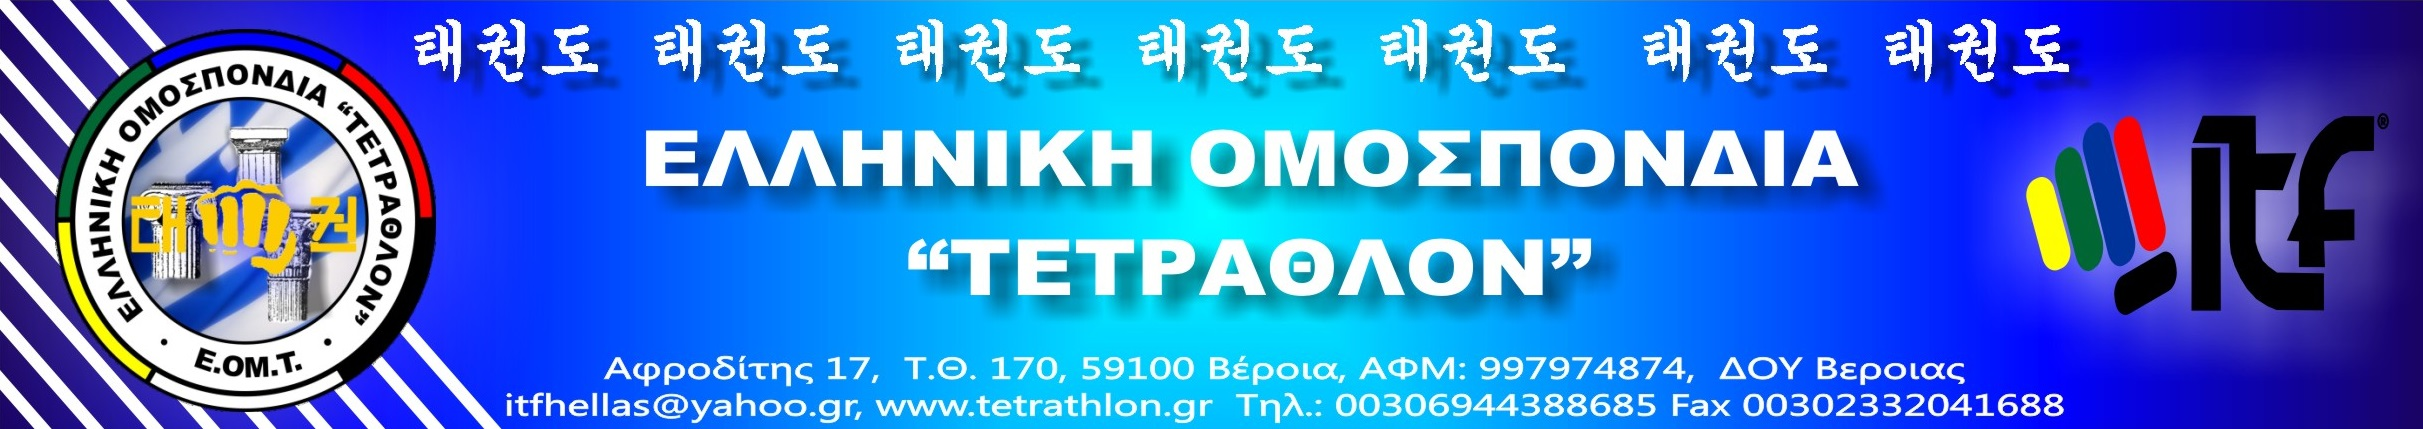 태권도 태권도 태권도 태권도 태권도 태권도 태권도
ΕΛΛΗΝΙΚΗ ΟΜΟΣΠΟΝΔΙΑ “ΤΕΤΡΑΘΛΟΝ”
태 권
· Ε.ΟΜ.Τ. ·
ΕΛΛΗΝΙΚΗ ΟΜΟΣΠΟΝΔΙΑ
“ΤΕΤΡΑΘΛΟΝ”
itf®
Αφροδίτης 17, Τ.Θ. 170, 59100 Βέροια, ΑΦΜ: 997974874, ΔΟΥ Βεροιας
itfhellas@yahoo.gr, www.tetrathlon.gr Τηλ.: 00306944388685 Fax 00302332041688